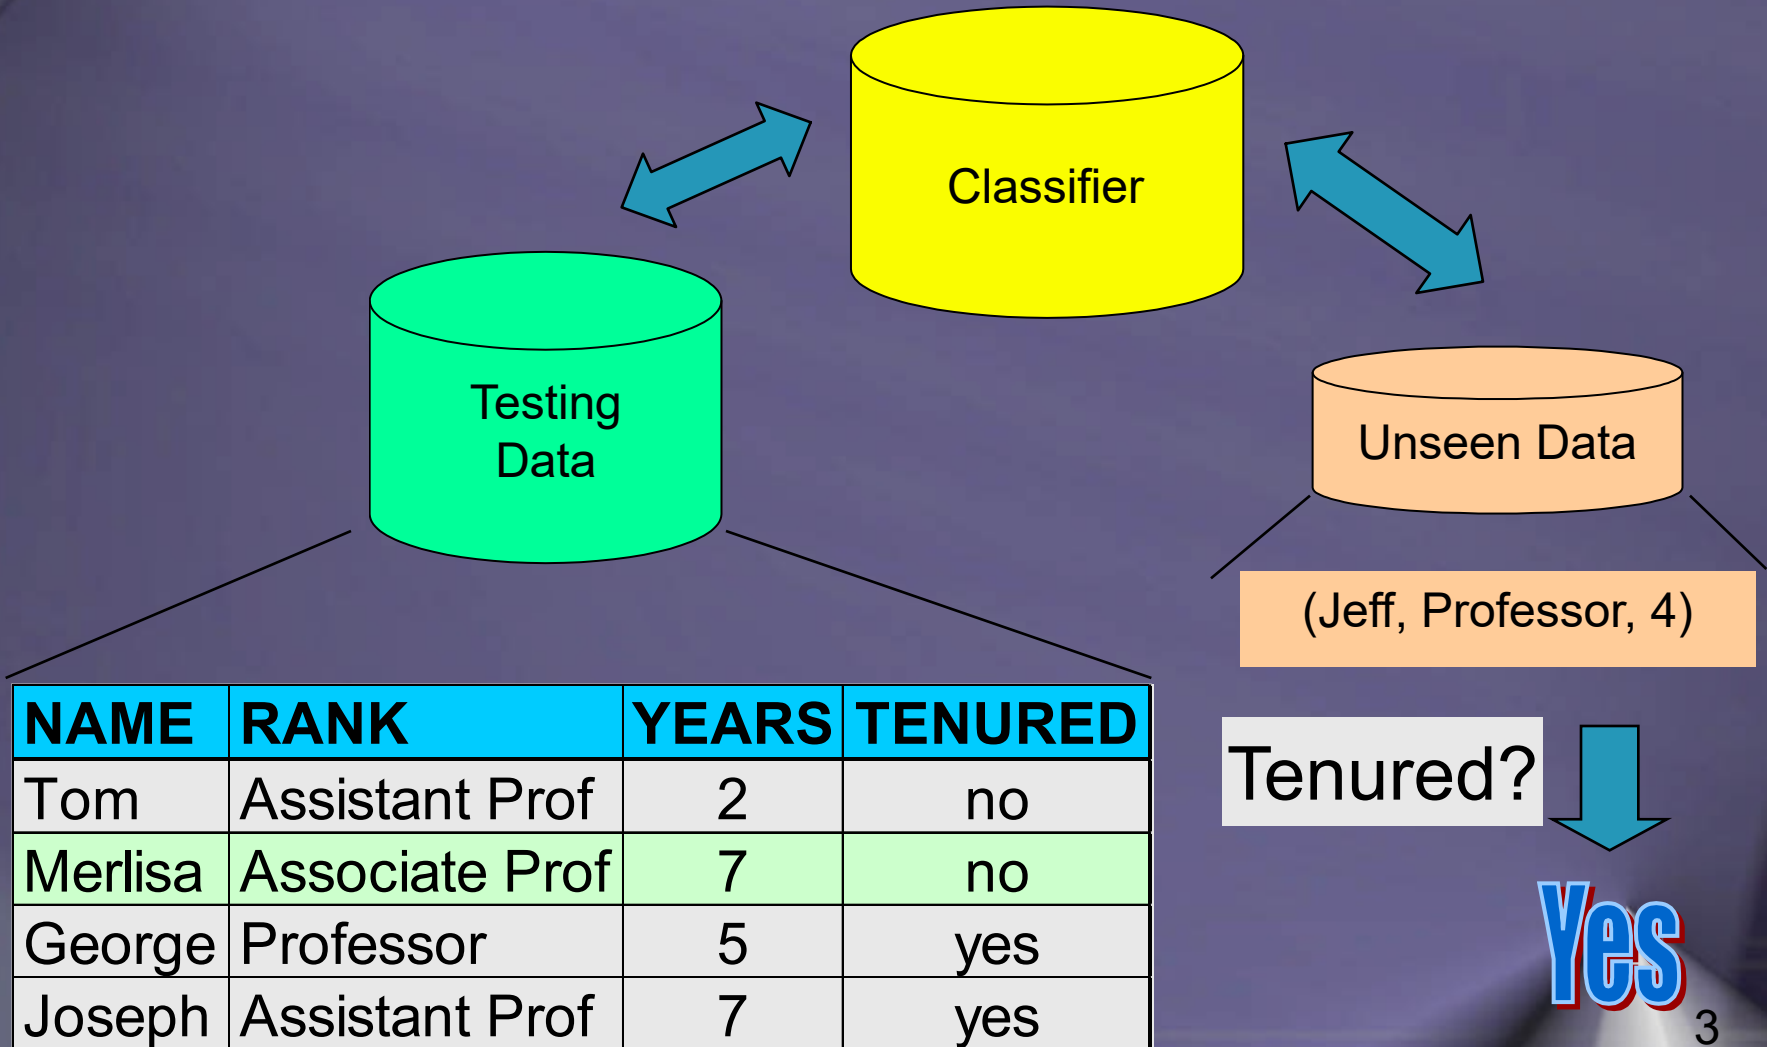 Classifier
Testing
Data
Unseen Data
(Jeff, Professor, 4)
NAME RANK YEARS TENURED
Tom Assistant Prof 2 no
Merlisa Associate Prof 7 no
George Professor 5 yes
Joseph Assistant Prof 7 yes
Tenured?
Yes
3